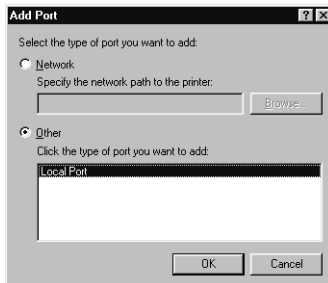 Add Port
Select the type of port you want to add:
Network
Specify the network path to the printer:
Browse...
Other
Click the type of port you want to add:
Local Port
OK Cancel